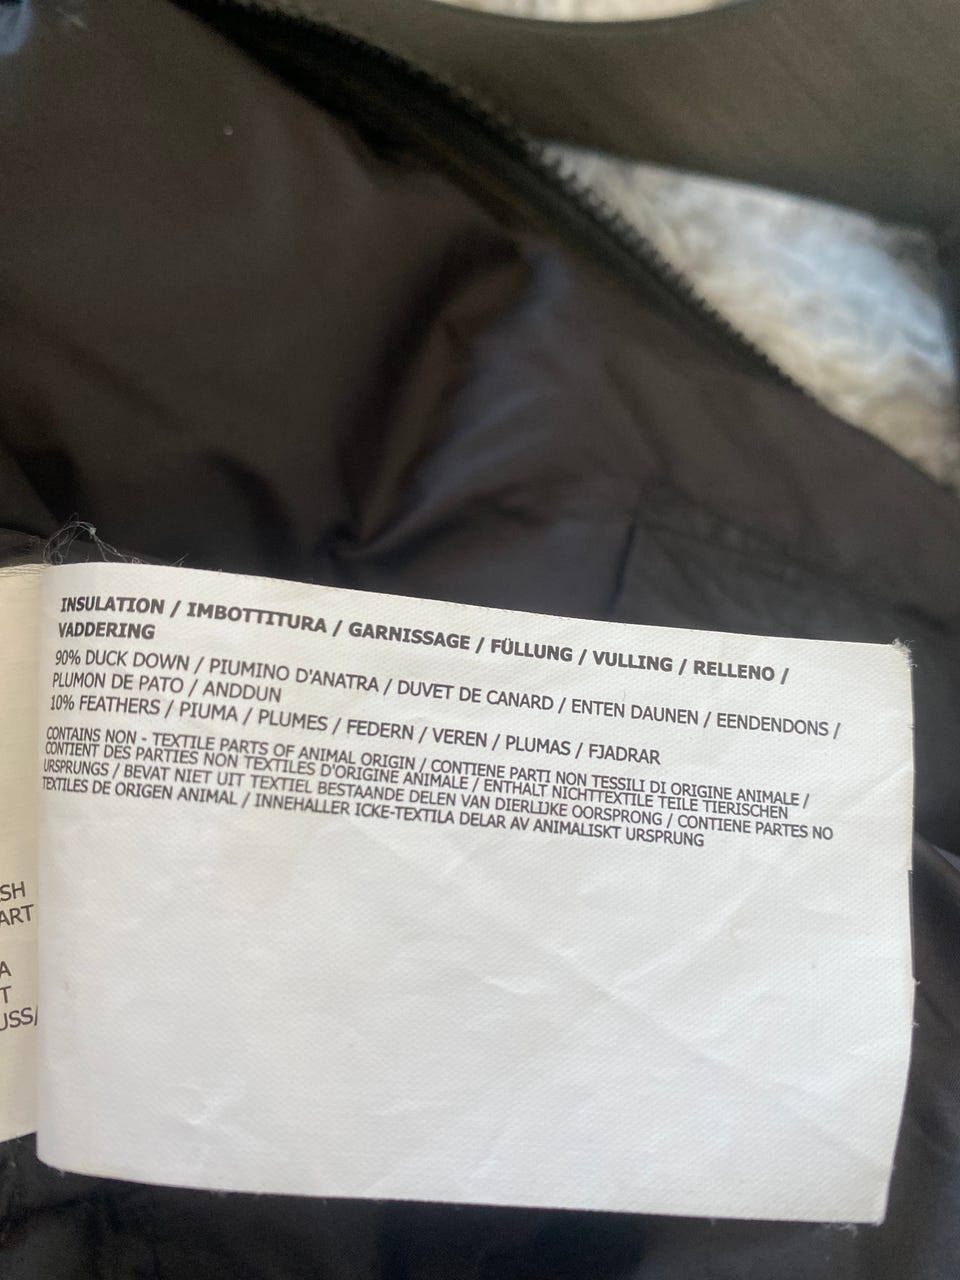 INSULATION / IMBOTTITURA / GARNISSAGE / FÜLLUNG / VULLING / RELLENO /
VADDERING
90% DUCK DOWN / PIUMINO D'ANATRA / DUVET DE CANARD / ENTEN DAUNEN / EENDENDONS /
PLUMON DE PATO / ANDDUN
10% FEATHERS / PIUMA / PLUMES / FEDERN / VEREN / PLUMAS / FJADRAR
CONTAINS NON - TEXTILE PARTS OF ANIMAL ORIGIN / CONTIENE PARTI NON TESSILI DI ORIGINE ANIMALE /
CONTIENT DES PARTIES NON TEXTILES D'ORIGINE ANIMALE / ENTHALT NICHTTEXTILE TEILE TIERISCHEN
URSPRUNGS / BEVAT NIET UIT TEXTIEL BESTAANDE DELEN VAN DIERLIJKE OORSPRONG / CONTIENE PARTES NO
TEXTILES DE ORIGEN ANIMAL / INNEHALLER ICKE-TEXTILA DELAR AV ANIMALISKT URSPRUNG
SH
ART
A
T
USSA